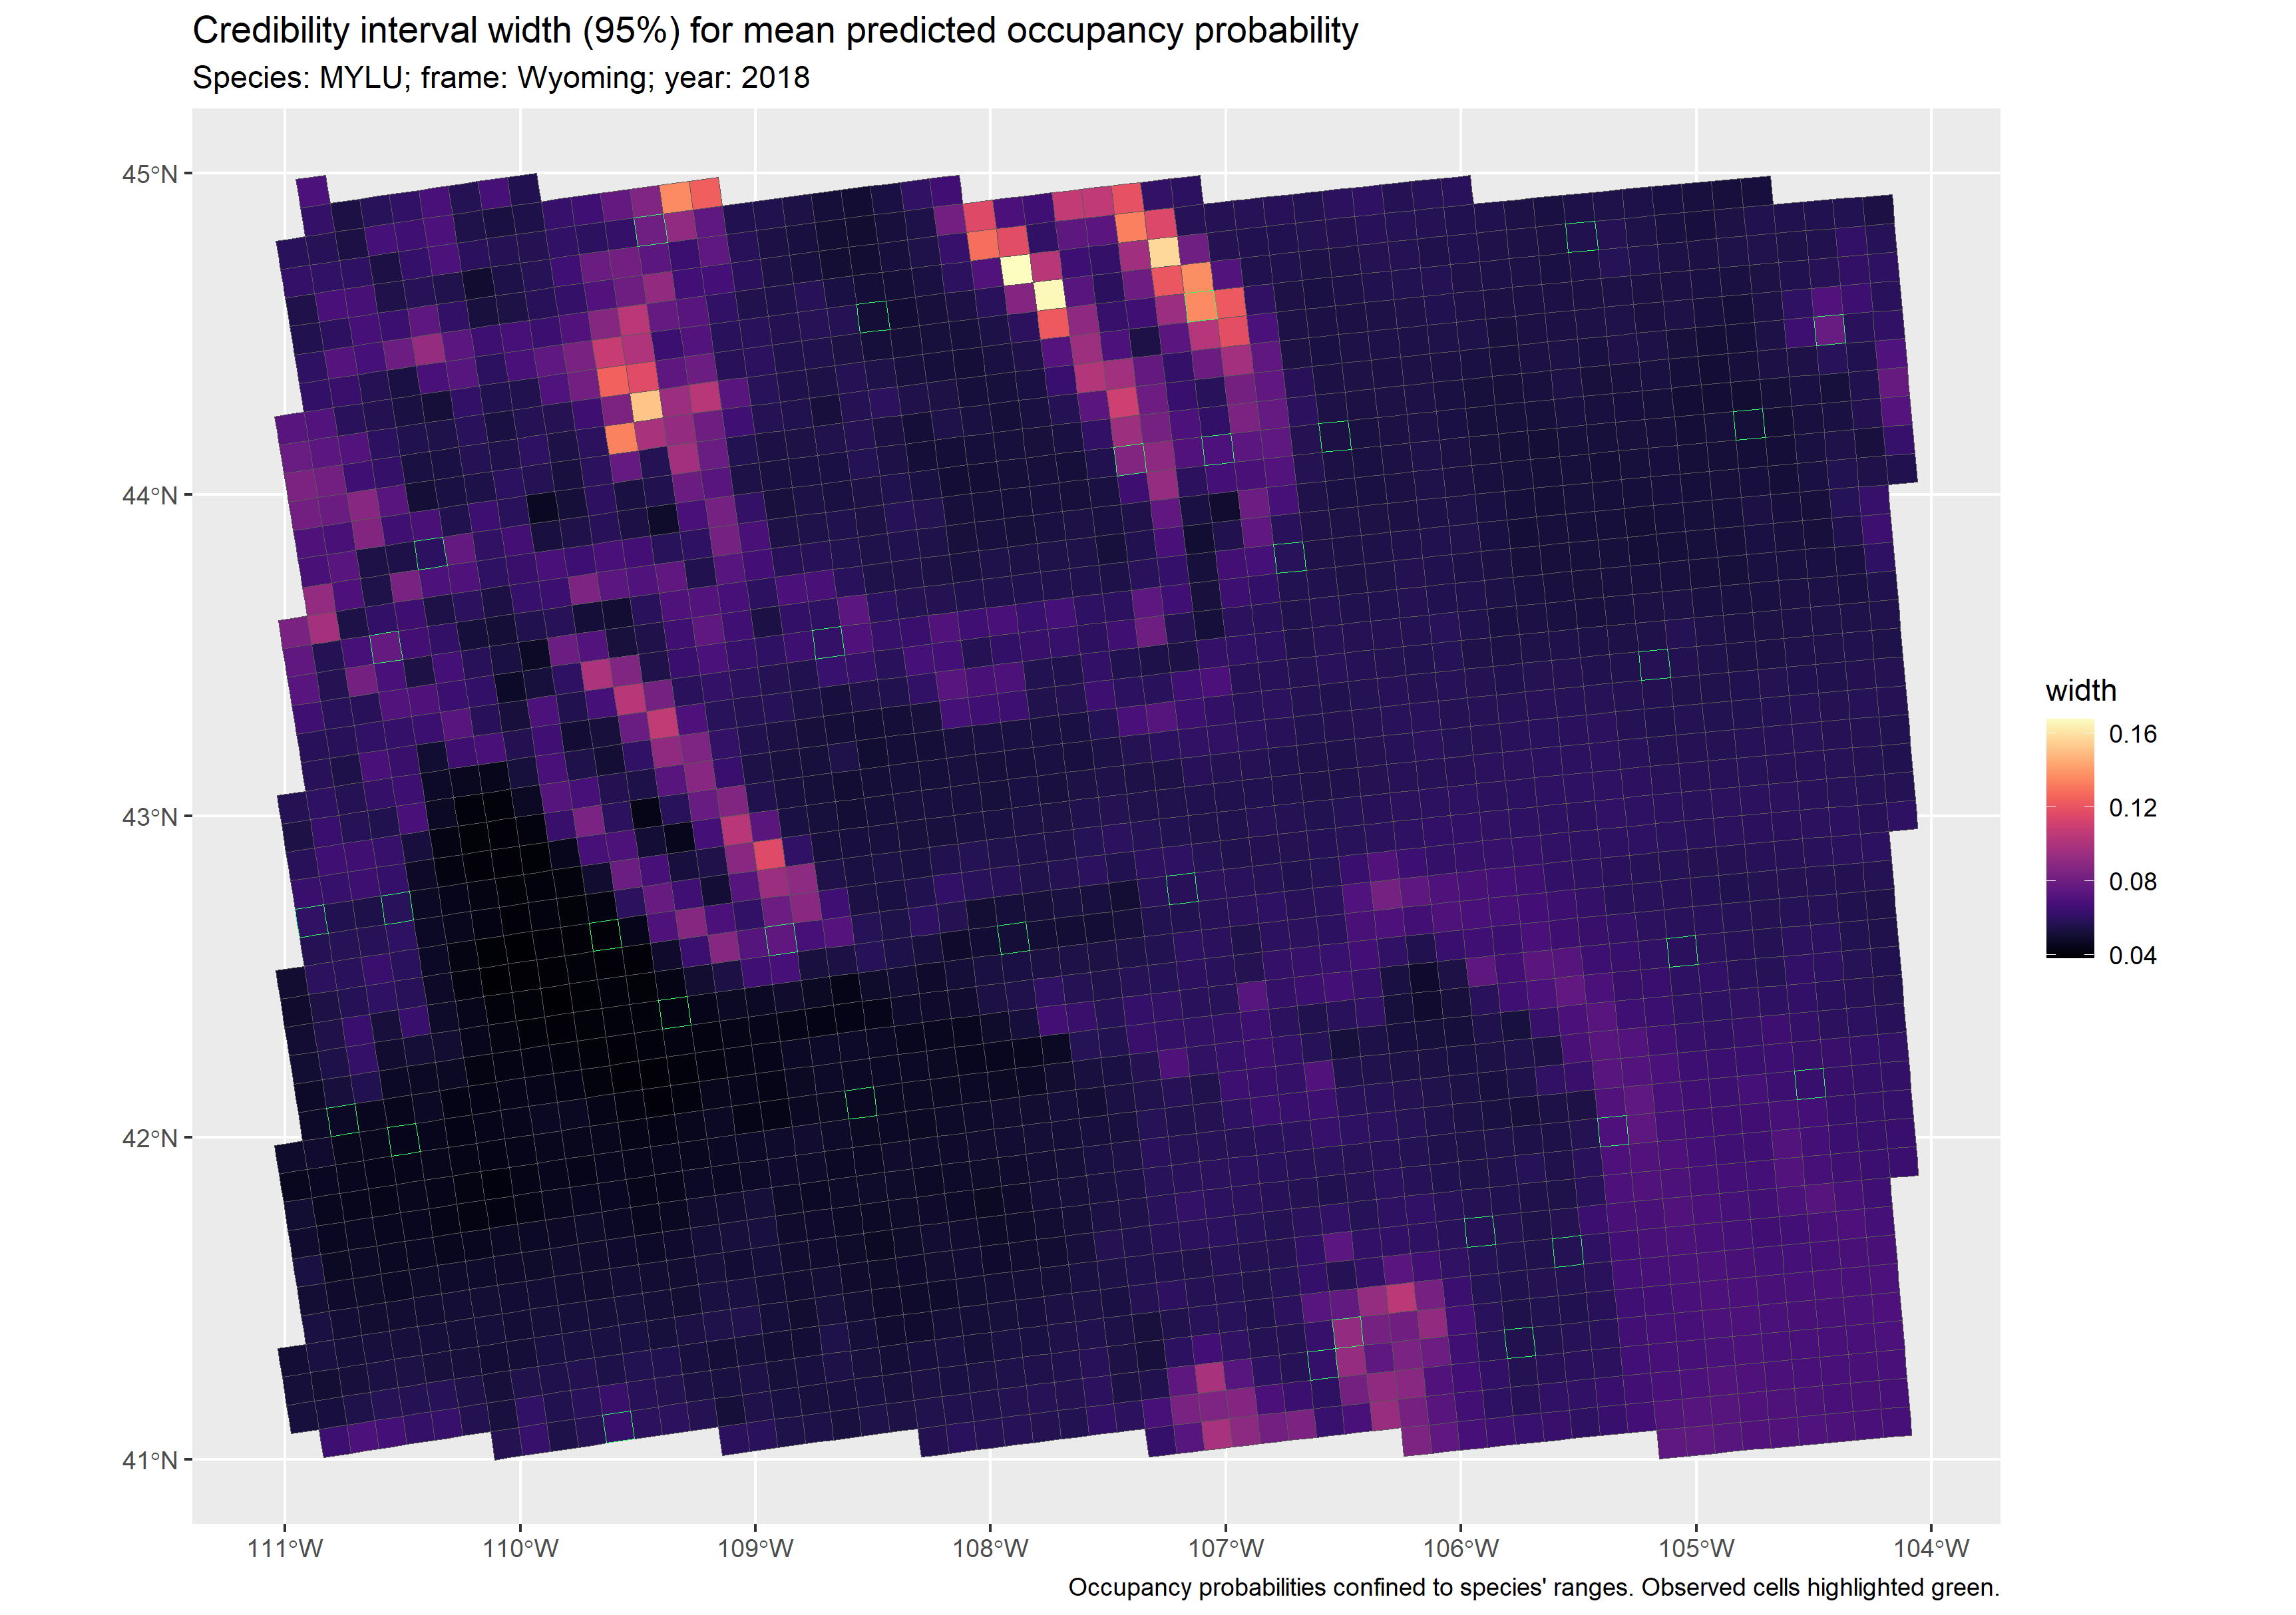 Credibility interval width (95%) for mean predicted occupancy probability
Species: MYLU; frame: Wyoming; year: 2018
45°N
44°N
43°N
42°N
41°N
111°W
110°W
109°W
108°W
107°W
106°W
105°W
104°W
width
0.16
0.12
0.08
0.04
Occupancy probabilities confined to species' ranges. Observed cells highlighted green.